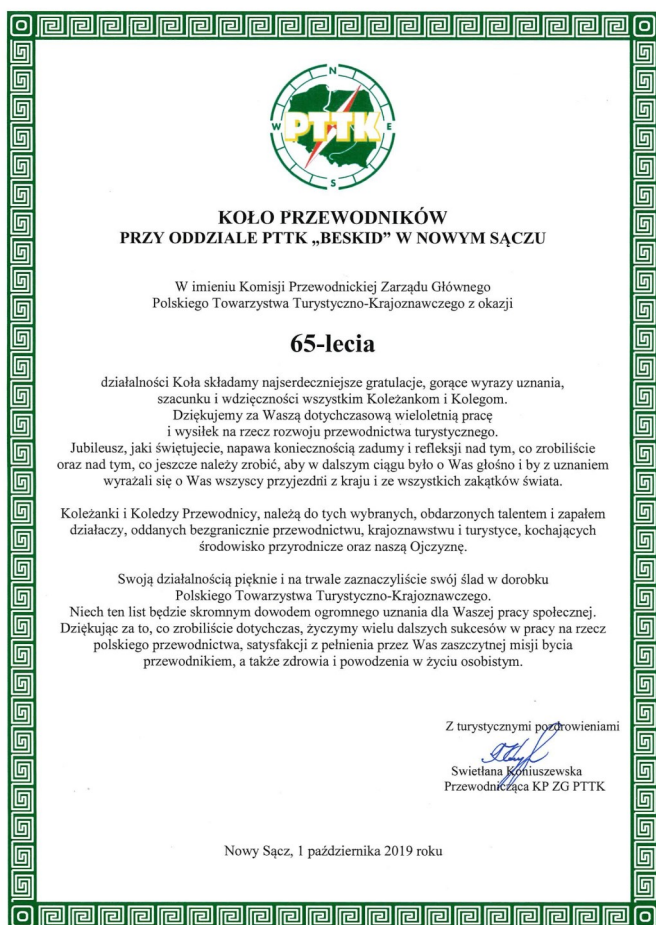 N
W
PTTK
E
S
KOŁO PRZEWODNIKÓW
PRZY ODDZIALE PTTK „BESKID” W NOWYM SĄCZU
W imieniu Komisji Przewodnickiej Zarządu Głównego
Polskiego Towarzystwa Turystyczno-Krajoznawczego z okazji
65-lecia
działalności Koła składamy najserdeczniejsze gratulacje, gorące wyrazy uznania,
szacunku i wdzięczności wszystkim Koleżankom i Kolegom.
Dziękujemy za Waszą dotychczasową wieloletnią pracę
i wysiłek na rzecz rozwoju przewodnictwa turystycznego.
Jubileusz, jaki świętujecie, napawa koniecznością zadumy i refleksji nad tym, co zrobiliście
oraz nad tym, co jeszcze należy zrobić, aby w dalszym ciągu było o Was głośno i by z uznaniem
wyrażali się o Was wszyscy przyjezdni z kraju i ze wszystkich zakątków świata.
Koleżanki i Koledzy Przewodnicy, należą do tych wybranych, obdarzonych talentem i zapałem
działaczy, oddanych bezgranicznie przewodnictwu, krajoznawstwu i turystyce, kochających
środowisko przyrodnicze oraz naszą Ojczyznę.
Swoją działalnością pięknie i na trwale zaznaczyliście swój ślad w dorobku
Polskiego Towarzystwa Turystyczno-Krajoznawczego.
Niech ten list będzie skromnym dowodem ogromnego uznania dla Waszej pracy społecznej.
Dziękując za to, co zrobiliście dotychczas, życzymy wielu dalszych sukcesów w pracy na rzecz
polskiego przewodnictwa, satysfakcji z pełnienia przez Was zaszczytnej misji bycia
przewodnikiem, a także zdrowia i powodzenia w życiu osobistym.
Z turystycznymi pozdrowieniami
Swietłana Koniuszewska
Przewodnicząca KP ZG PTTK
Nowy Sącz, 1 października 2019 roku